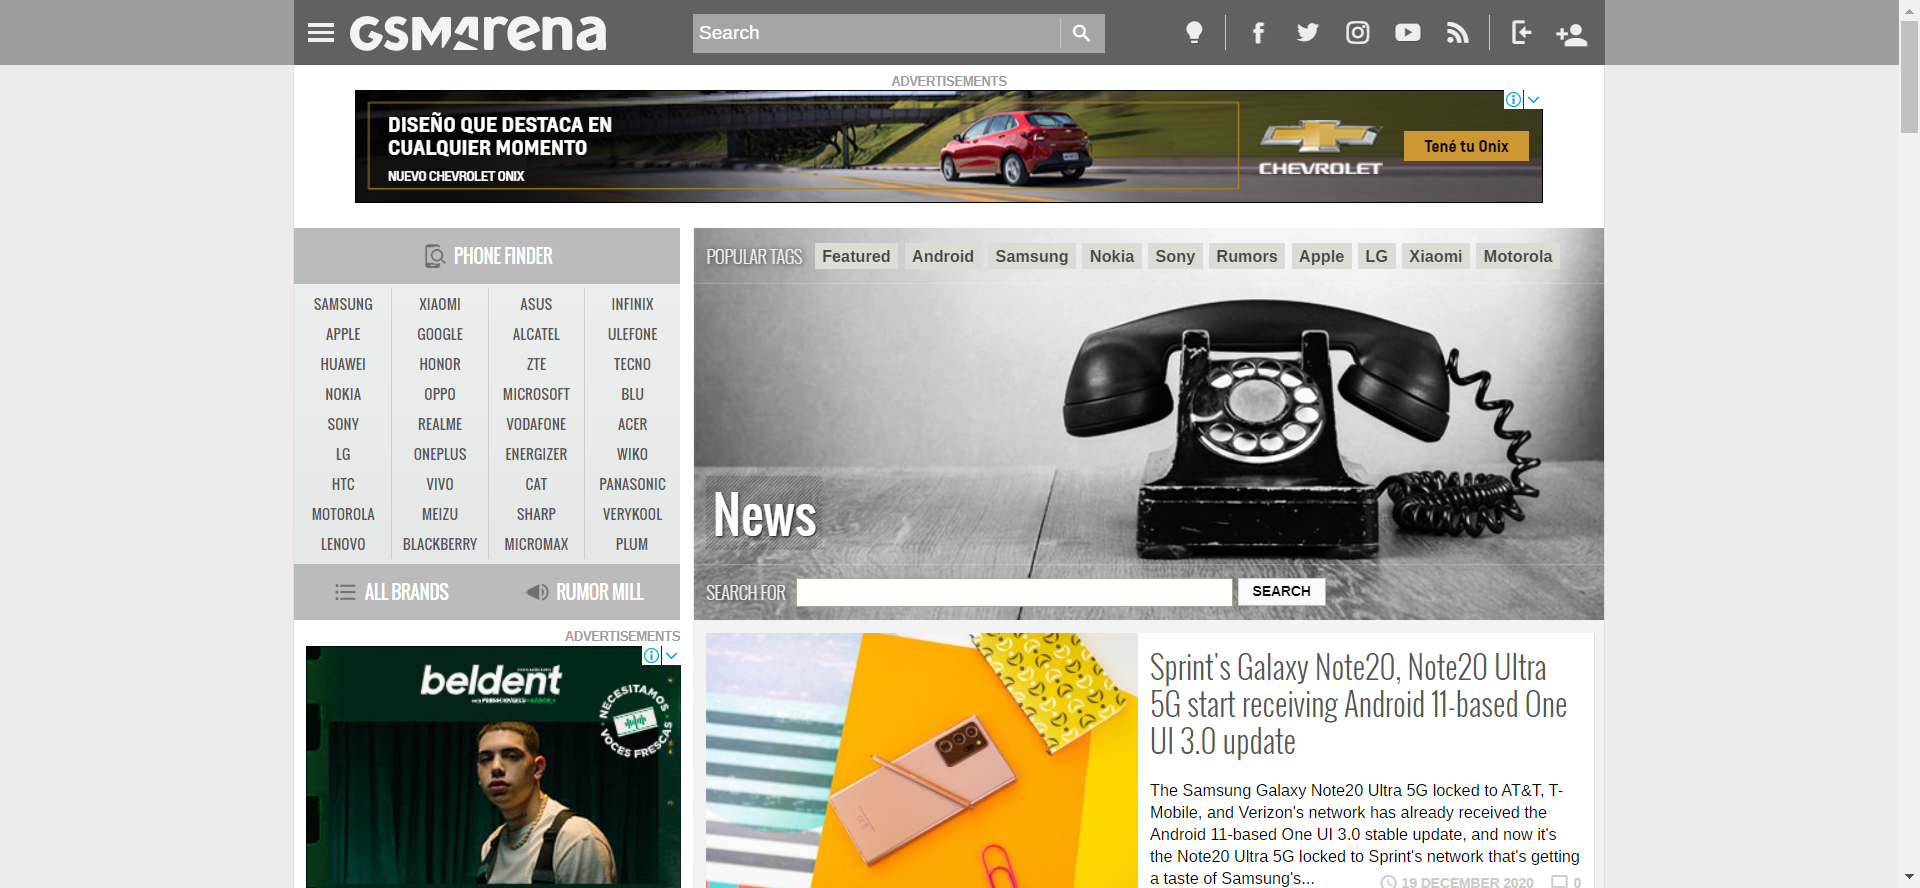 GSMArena
Search
ADVERTISEMENTS
DISEÑO QUE DESTACA EN
CUALQUIER MOMENTO
NUEVO CHEVROLET ONIX
CHEVROLET
Tené tu Onix
PHONE FINDER
SAMSUNG XIAOMI ASUS INFINIX
APPLE GOOGLE ALCATEL ULEFONE
HUAWEI HONOR ZTE TECNO
NOKIA OPPO MICROSOFT BLU
SONY REALME VODAFONE ACER
LG ONEPLUS ENERGIZER WIKO
HTC VIVO CAT PANASONIC
MOTOROLA MEIZU SHARP VERYKOOL
LENOVO BLACKBERRY MICROMAX PLUM
ALL BRANDS RUMOR MILL
ADVERTISEMENTS
beldent
NECESITAMOS
VOCES FRESCAS
POPULAR TAGS Featured Android Samsung Nokia Sony Rumors Apple LG Xiaomi Motorola
News
SEARCH FOR SEARCH
Sprint's Galaxy Note20, Note20 Ultra
5G start receiving Android 11-based One
UI 3.0 update
The Samsung Galaxy Note20 Ultra 5G locked to AT&T, T-
Mobile, and Verizon's network has already received the
Android 11-based One UI 3.0 stable update, and now it's
the Note20 Ultra 5G locked to Sprint's network that's getting
a taste of Samsung's...
19 DECEMBER 2020 0